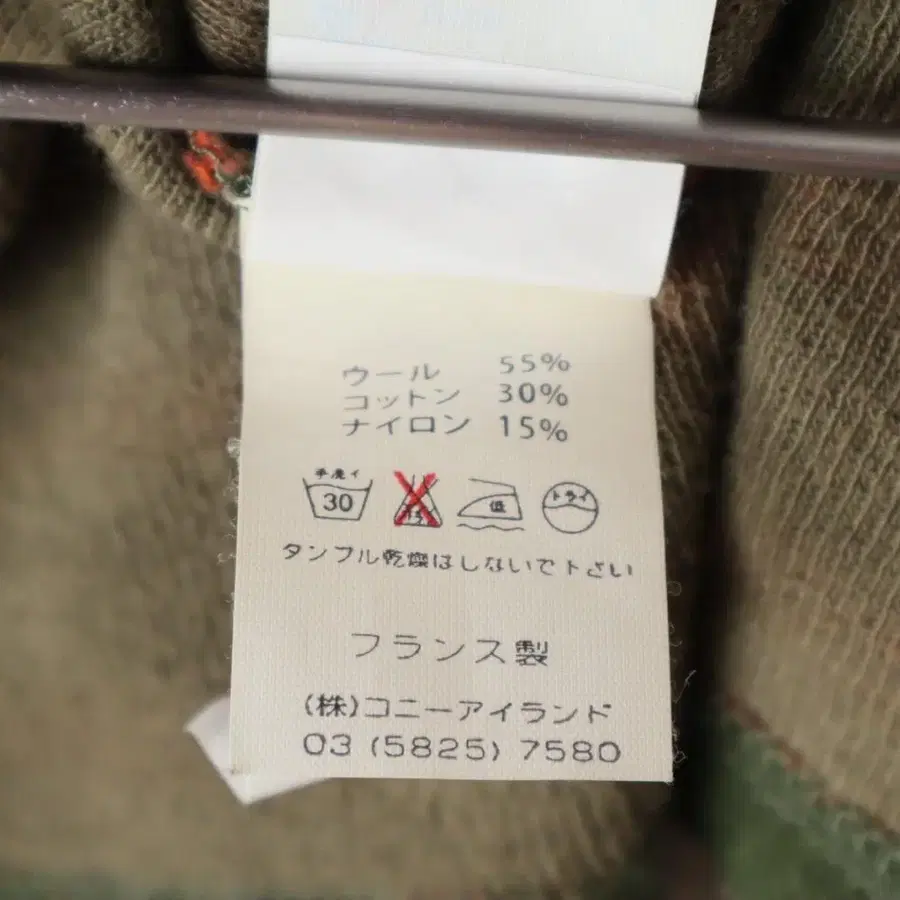 ウール 55%
コットン 30%
ナイロン 15%
手洗イ
30
低
ドライ
タンブル乾燥はしないで下さい
フランス製
(株)コニーアイランド
03 (5825) 7580